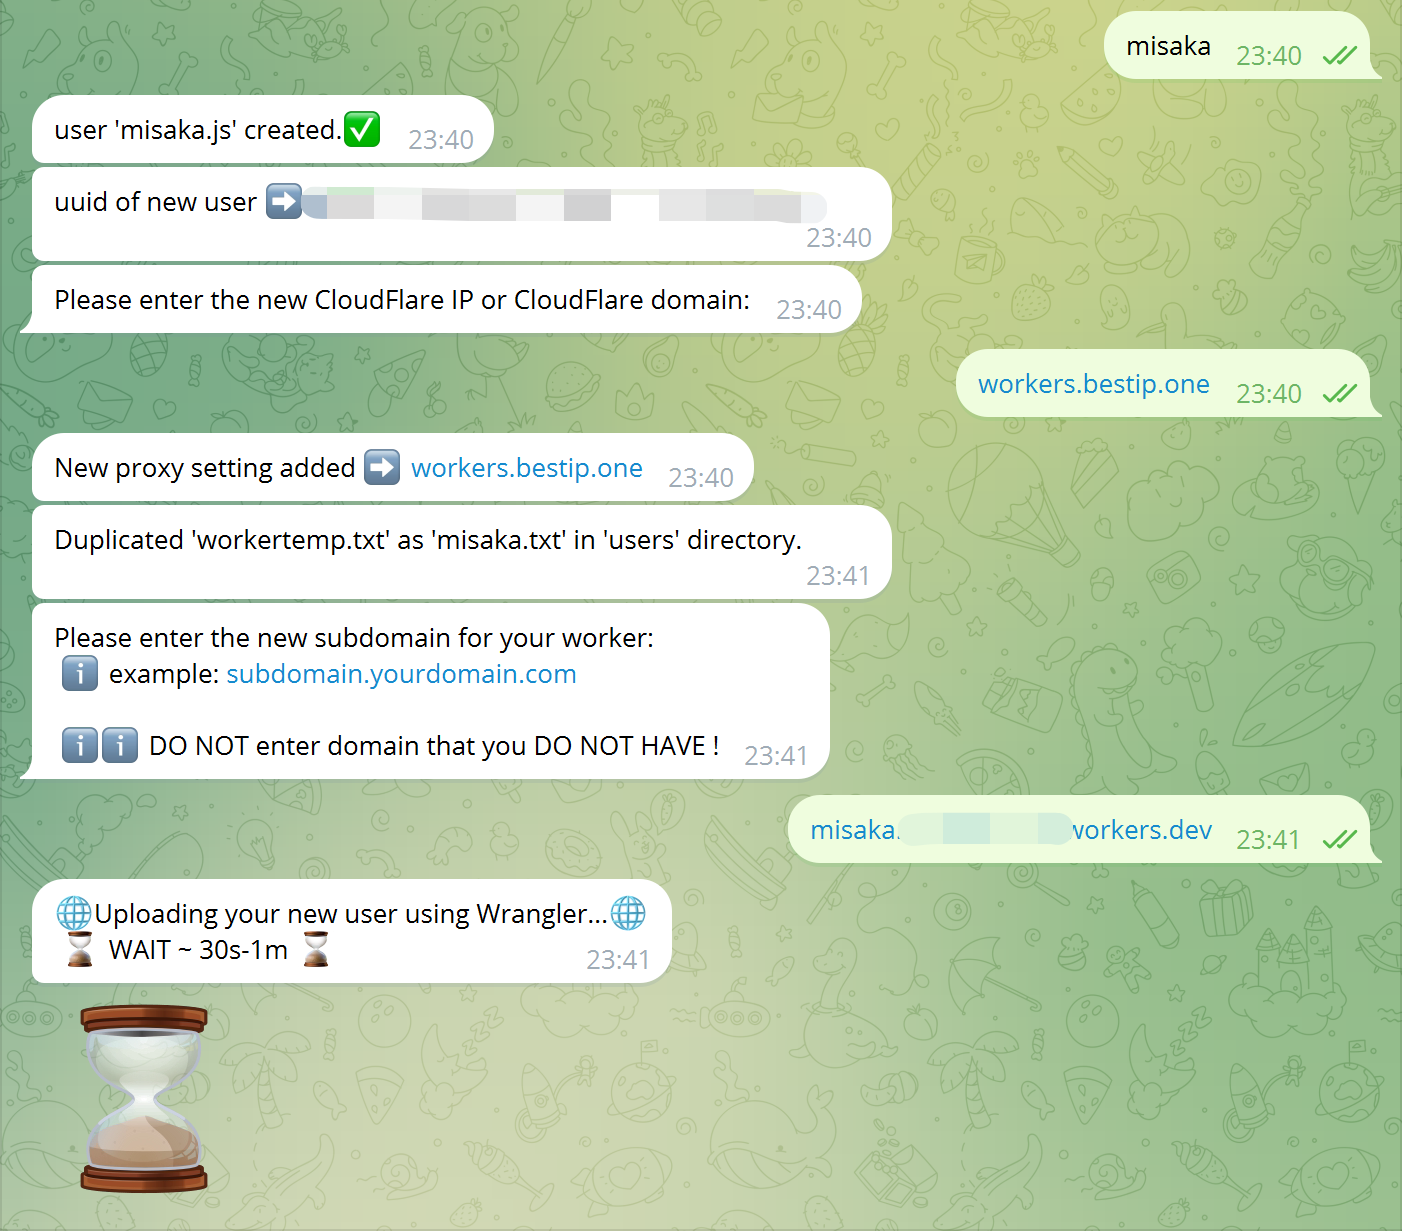 misaka 23:40
user 'misaka.js' created.✅ 23:40
uuid of new user ➡️
23:40
Please enter the new CloudFlare IP or CloudFlare domain: 23:40
workers.bestip.one 23:40
New proxy setting added ➡️ workers.bestip.one 23:40
Duplicated 'workertemp.txt' as 'misaka.txt' in 'users' directory.
23:41
Please enter the new subdomain for your worker:
ℹ️ example: subdomain.yourdomain.com
ℹ️ℹ️ DO NOT enter domain that you DO NOT HAVE ! 23:41
misaka. workers.dev 23:41
🌐Uploading your new user using Wrangler...🌐
⏳ WAIT ~ 30s-1m ⏳ 23:41